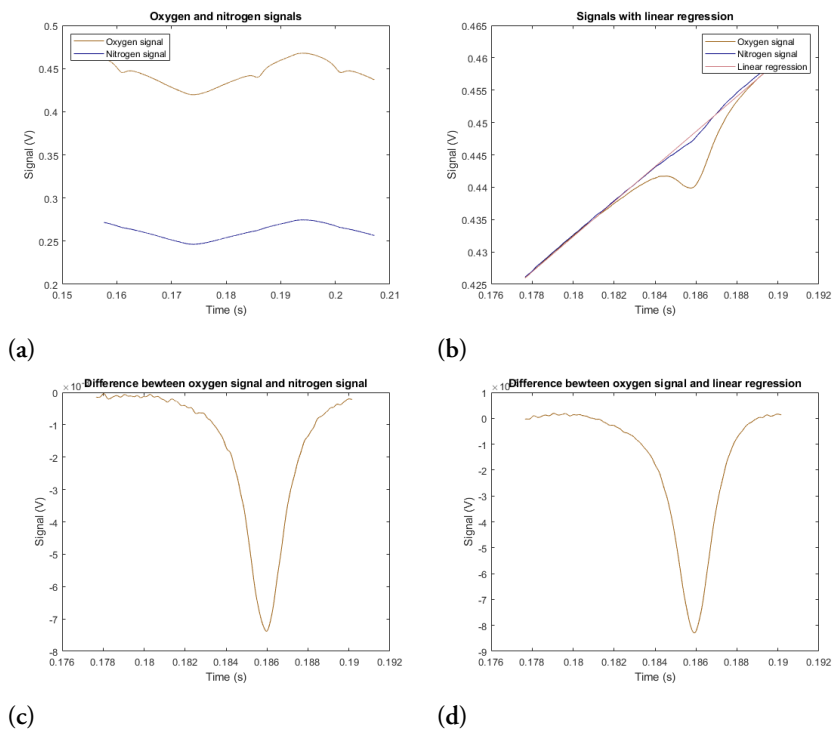 Oxygen and nitrogen signals
Oxygen signal
Nitrogen signal
0.5
0.45
0.4
0.35
0.3
0.25
0.2
Signal (V)
0.15 0.16 0.17 0.18 0.19 0.2 0.21
Time (s)
(a)
Signals with linear regression
Oxygen signal
Nitrogen signal
Linear regression
0.465
0.46
0.455
0.45
0.445
0.44
0.435
0.43
0.425
Signal (V)
0.176 0.178 0.18 0.182 0.184 0.186 0.188 0.19 0.192
Time (s)
(b)
Difference bewteen oxygen signal and nitrogen signal
0
-1
-2
-3
-4
-5
-6
-7
-8
Signal (V)
0.176 0.178 0.18 0.182 0.184 0.186 0.188 0.19 0.192
Time (s)
(c)
Difference bewteen oxygen signal and linear regression
1
0
-1
-2
-3
-4
-5
-6
-7
-8
-9
Signal (V)
0.176 0.178 0.18 0.182 0.184 0.186 0.188 0.19 0.192
Time (s)
(d)